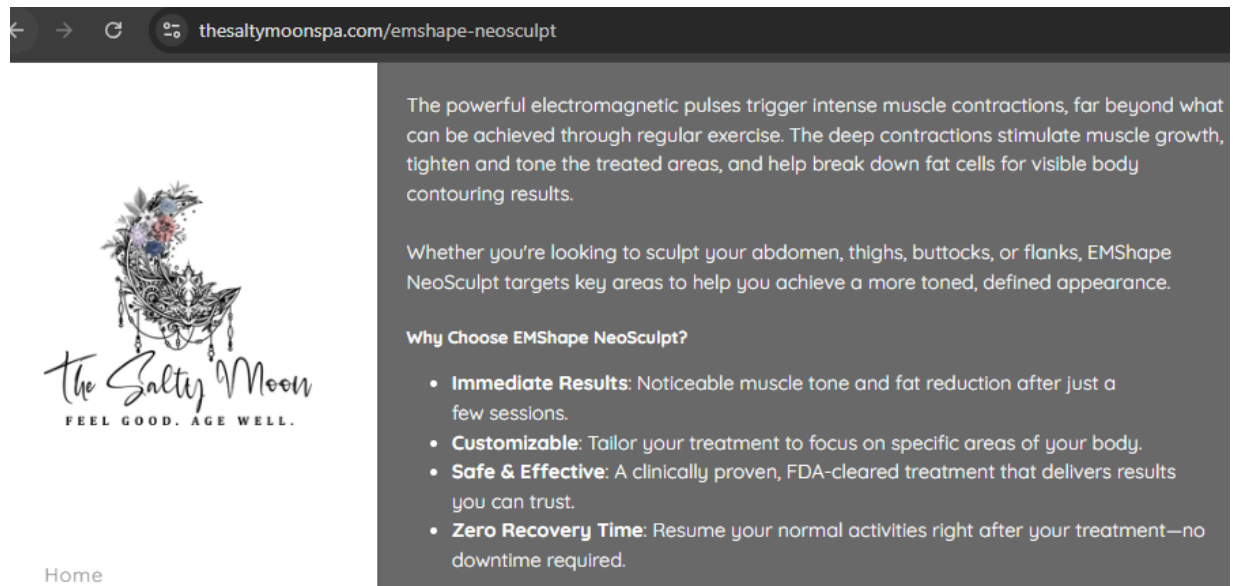 thesaltymoonspa.com/emshape-neosculpt
The powerful electromagnetic pulses trigger intense muscle contractions, far beyond what
can be achieved through regular exercise. The deep contractions stimulate muscle growth,
tighten and tone the treated areas, and help break down fat cells for visible body
contouring results.
Whether you're looking to sculpt your abdomen, thighs, buttocks, or flanks, EMShape
NeoSculpt targets key areas to help you achieve a more toned, defined appearance.
Why Choose EMShape NeoSculpt?
• Immediate Results: Noticeable muscle tone and fat reduction after just a
few sessions.
• Customizable: Tailor your treatment to focus on specific areas of your body.
• Safe & Effective: A clinically proven, FDA-cleared treatment that delivers results
you can trust.
• Zero Recovery Time: Resume your normal activities right after your treatment—no
downtime required.
The Salty Moon
FEEL GOOD. AGE WELL.
Home